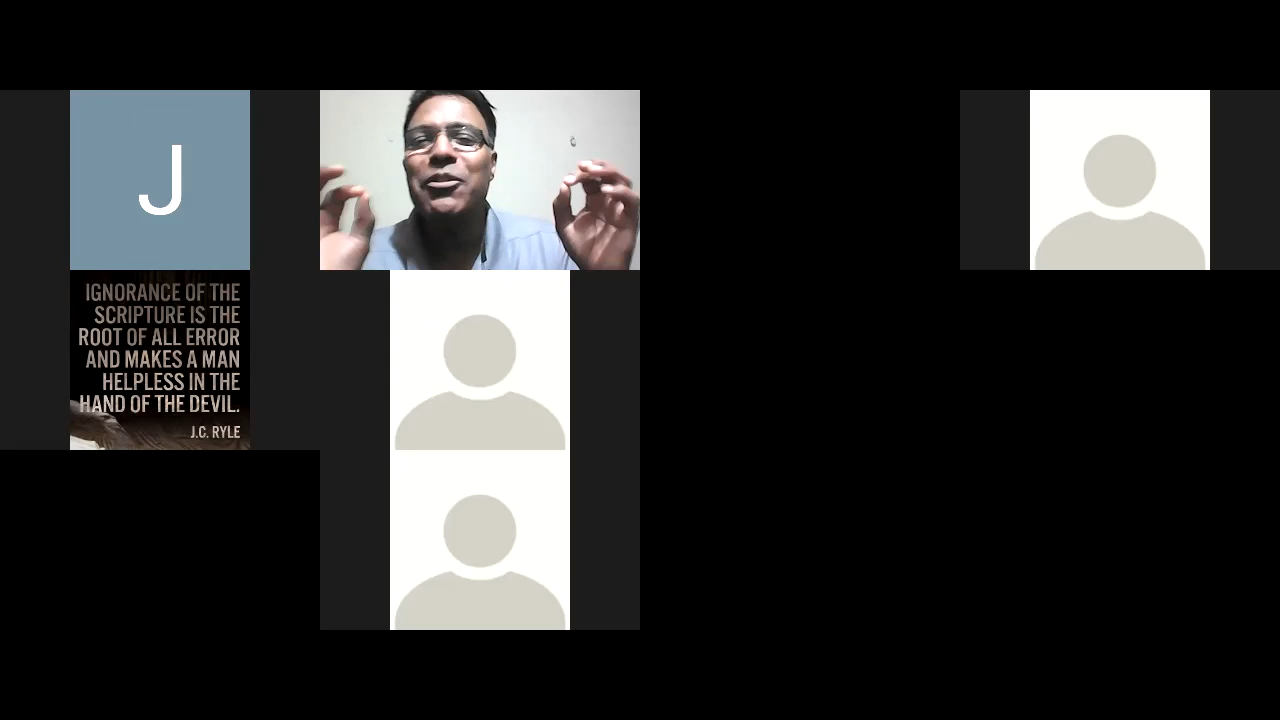 J
IGNORANCE OF THE
SCRIPTURE IS THE
ROOT OF ALL ERROR
AND MAKES A MAN
HELPLESS IN THE
HAND OF THE DEVIL.
J.C. RYLE